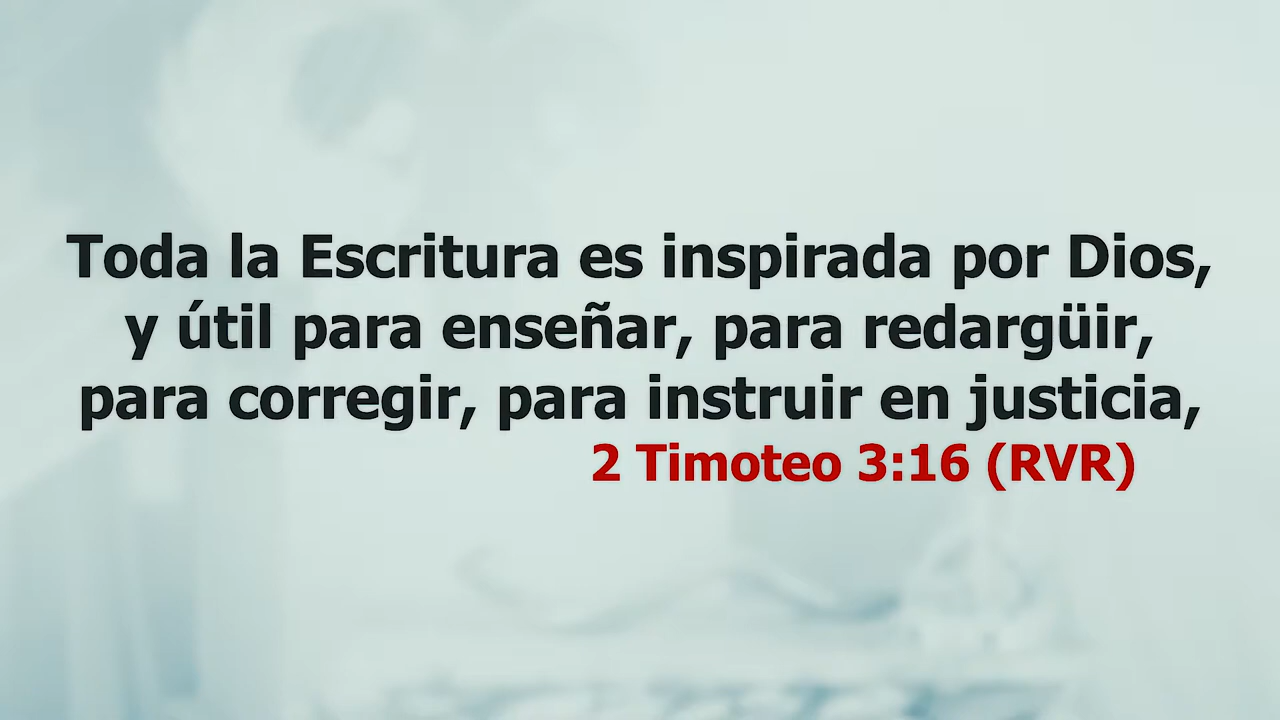 Toda la Escritura es inspirada por Dios,
y útil para enseñar, para redargüir,
para corregir, para instruir en justicia,
2 Timoteo 3:16 (RVR)